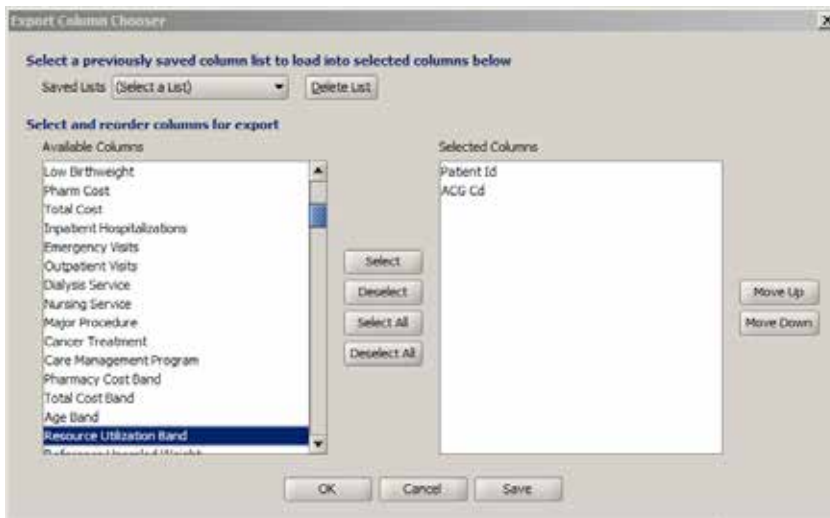 Export Column Chooser
Select a previously saved column list to load into selected columns below
Saved Lists (Select a List) Delete List
Select and reorder columns for export
Available Columns
Selected Columns
Low Birthweight
Pharm Cost
Total Cost
Inpatient Hospitalizations
Emergency Visits
Outpatient Visits
Dialysis Service
Nursing Service
Major Procedure
Cancer Treatment
Care Management Program
Pharmacy Cost Band
Total Cost Band
Age Band
Resource Utilization Band
Select
Deselect
Select All
Deselect All
Patient Id
ACG Cd
Move Up
Move Down
OK Cancel Save